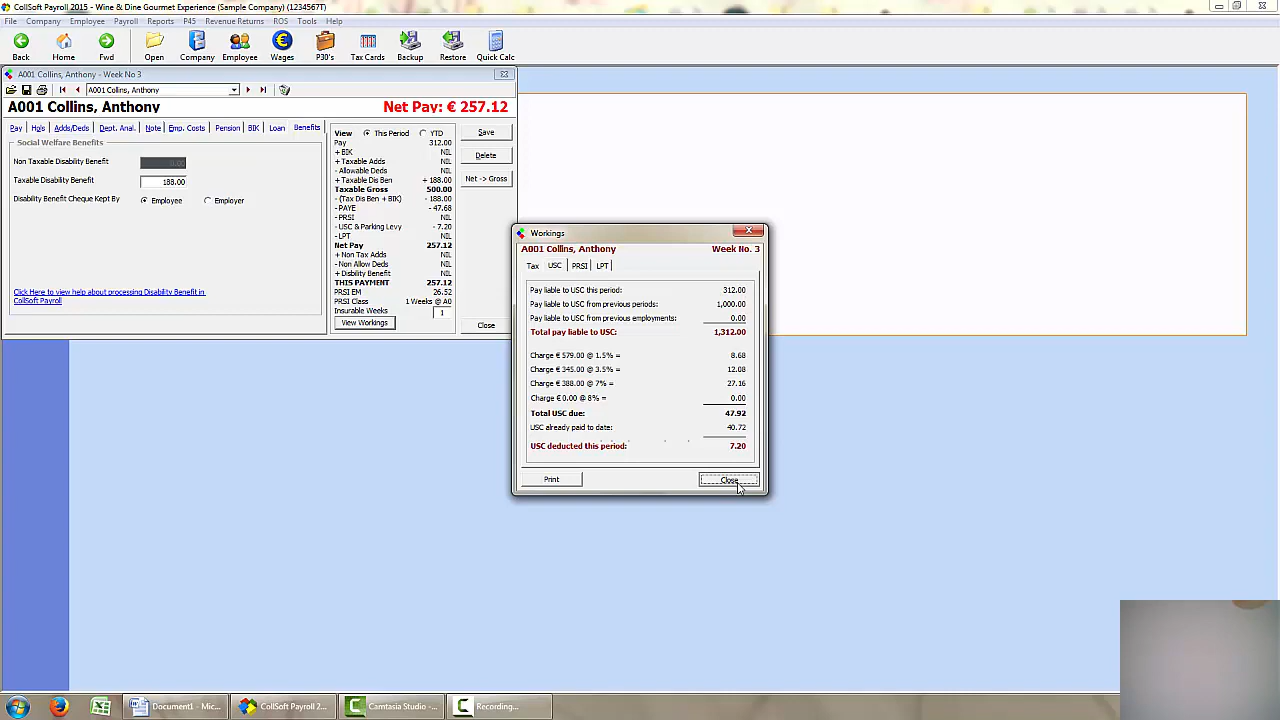 CollSoft Payroll 2015 - Wine & Dine Gourmet Experience (Sample Company) (1234567T)
File Company Employee Payroll Reports P45 Revenue Returns ROS Tools Help
Back Home Fwd Open Company Employee Wages P30's Tax Cards Backup Restore Quick Calc
A001 Collins, Anthony - Week No 3
A001 Collins, Anthony
A001 Collins, Anthony Net Pay: € 257.12
Pay Hols Adds/Deds Dept. Anal. Note Emp. Costs Pension BIK Loan Benefits
Social Welfare Benefits
Non Taxable Disability Benefit 0.00
Taxable Disability Benefit 188.00
Disability Benefit Cheque Kept By Employee Employer
Click Here to view help about processing Disability Benefit in
CollSoft Payroll
View This Period YTD
Pay 312.00
+ BIK NIL
+ Taxable Adds NIL
- Allowable Deds NIL
+ Taxable Dis Ben + 188.00
Taxable Gross 500.00
- (Tax Dis Ben + BIK) - 188.00
- PAYE - 47.68
- PRSI NIL
- USC & Parking Levy - 7.20
- LPT NIL
Net Pay 257.12
+ Non Tax Adds NIL
- Non Allow Deds NIL
+ Disbility Benefit NIL
THIS PAYMENT 257.12
PRSI EM 26.52
PRSI Class 1 Weeks @ A0
Insurable Weeks 1
View Workings
Save
Delete
Net -> Gross
Close
Workings
A001 Collins, Anthony Week No. 3
Tax USC PRSI LPT
Pay liable to USC this period: 312.00
Pay liable to USC from previous periods: 1,000.00
Pay liable to USC from previous employments: 0.00
Total pay liable to USC: 1,312.00
Charge € 579.00 @ 1.5% = 8.68
Charge € 345.00 @ 3.5% = 12.08
Charge € 388.00 @ 7% = 27.16
Charge € 0.00 @ 8% = 0.00
Total USC due: 47.92
USC already paid to date: 40.72
USC deducted this period: 7.20
Print Close
Document1 - Mic... CollSoft Payroll 2... Camtasia Studio -... Recording...